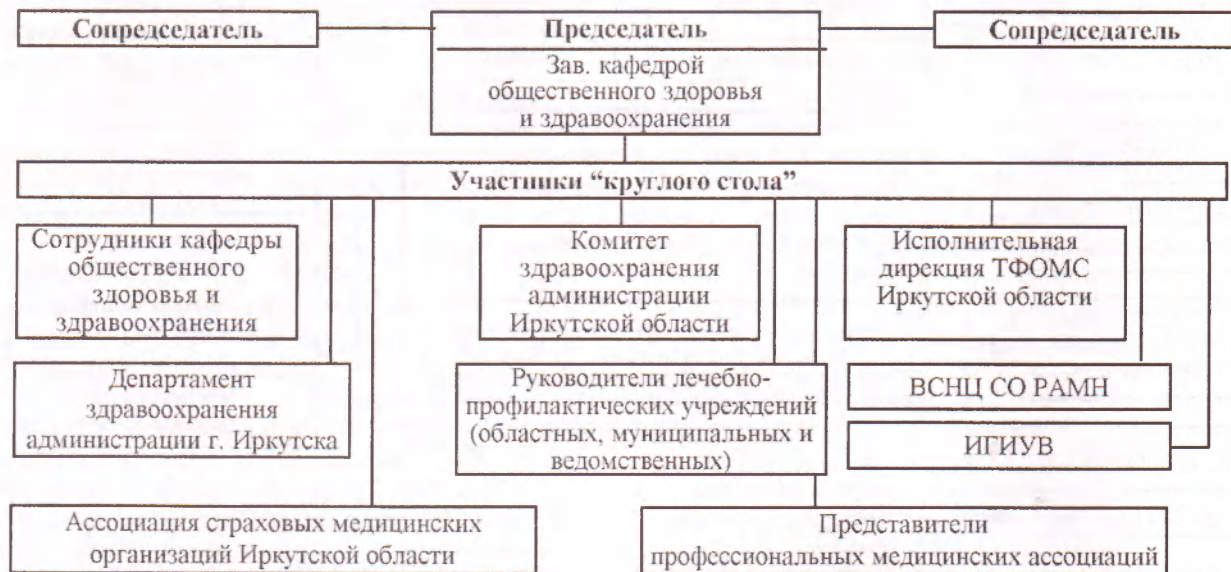 Сопредседатель
Председатель
Сопредседатель
Зав. кафедрой
общественного здоровья
и здравоохранения
Участники “круглого стола”
Сотрудники кафедры
общественного
здоровья и
здравоохранения
Комитет
здравоохранения
администрации
Иркутской области
Исполнительная
дирекция ТФОМС
Иркутской области
Департамент
здравоохранения
администрации г. Иркутска
Руководители лечебно-
профилактических учреждений
(областных, муниципальных и
ведомственных)
ВСНЦ СО РАМН
ИГИУВ
Ассоциация страховых медицинских
организаций Иркутской области
Представители
профессиональных медицинских ассоциаций